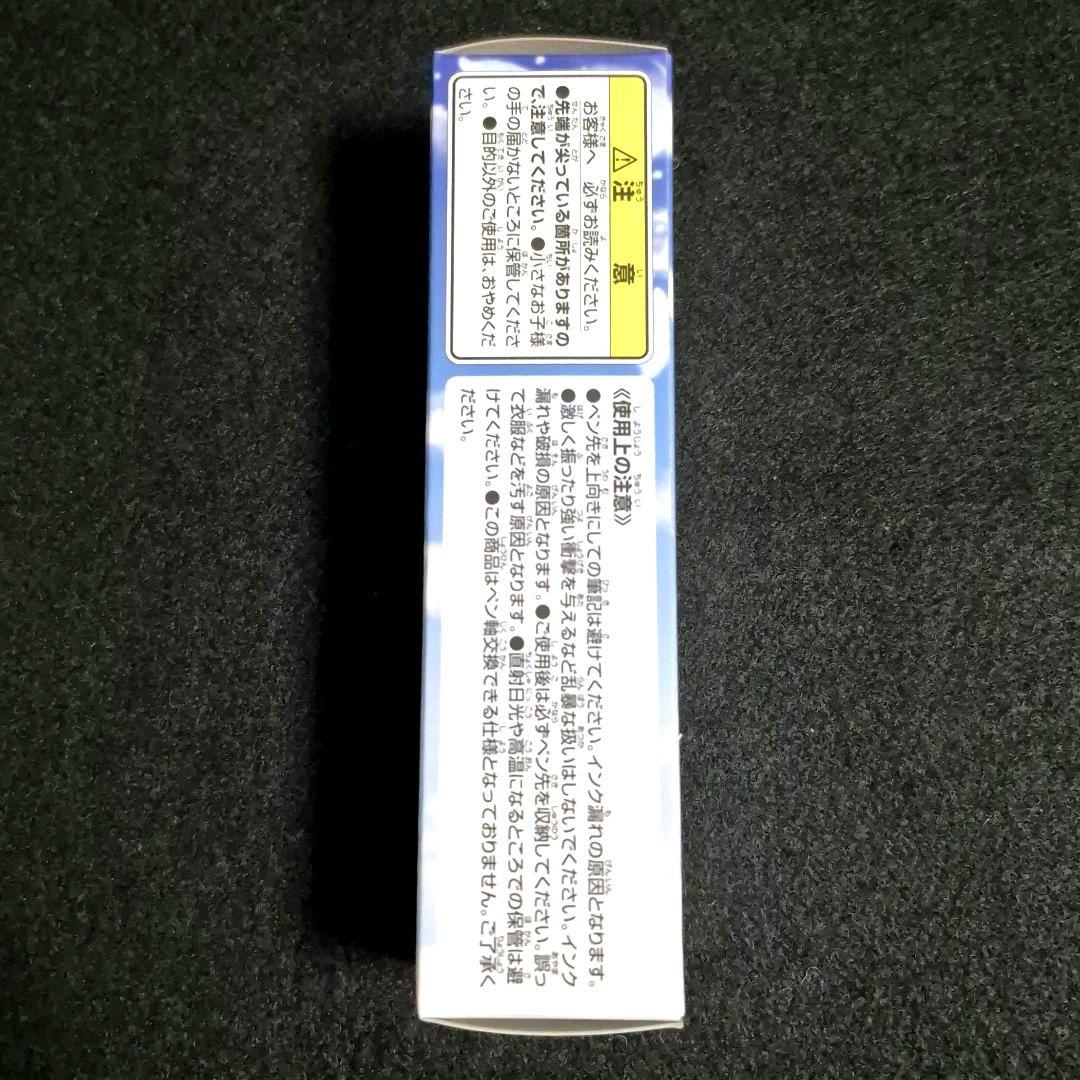 ⚠注意
お客様へ 必ずお読みください。
●先端が尖っている箇所がありますの
で、注意してください。●小さなお子様
の手の届かないところに保管してくださ
い。●目的以外のご使用は、おやめくだ
さい。
《使用上の注意》
●ペン先を上向きにしての筆記は避けてください。インク漏れの原因となります。
●激しく振ったり強い衝撃を与えるなど乱暴な扱いはしないでください。インク
漏れや破損の原因となります。●ご使用後は必ずペン先を収納してください。誤っ
て衣服などを汚す原因となります。●直射日光や高温になるところでの保管は避
けてください。●この商品はペン軸交換できる仕様となっておりません。ご了承く
ださい。